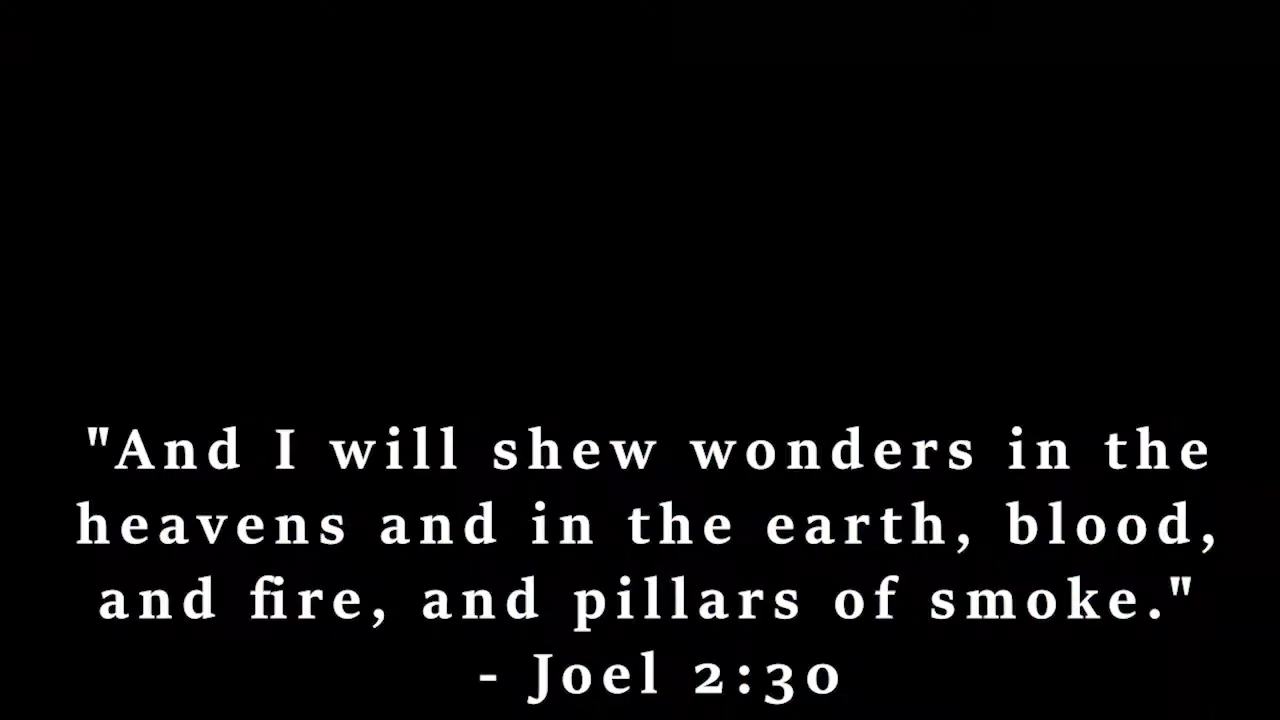 "And I will shew wonders in the
heavens and in the earth, blood,
and fire, and pillars of smoke."
- Joel 2:30